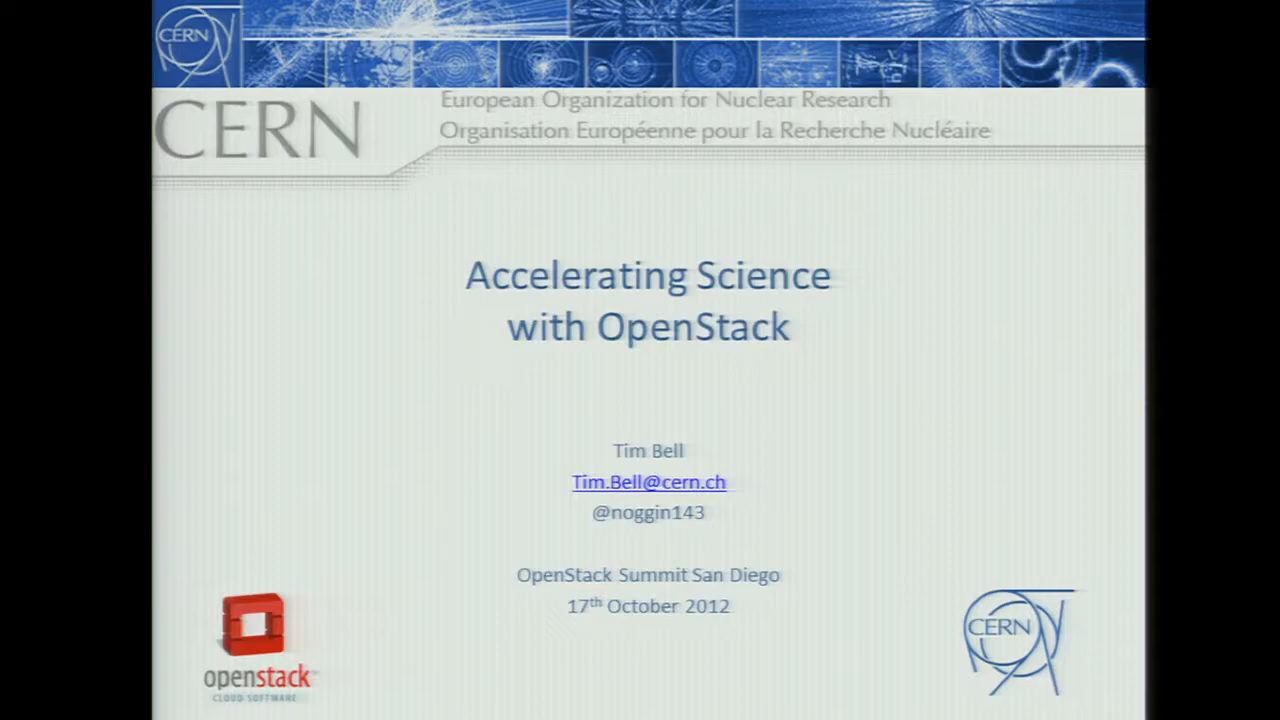 CERN
European Organization for Nuclear Research
CERN
Organisation Européenne pour la Recherche Nucléaire
Accelerating Science
with OpenStack
Tim Bell
Tim.Bell@cern.ch
@noggin143
OpenStack Summit San Diego
17th October 2012
CERN
openstack™
CLOUD SOFTWARE